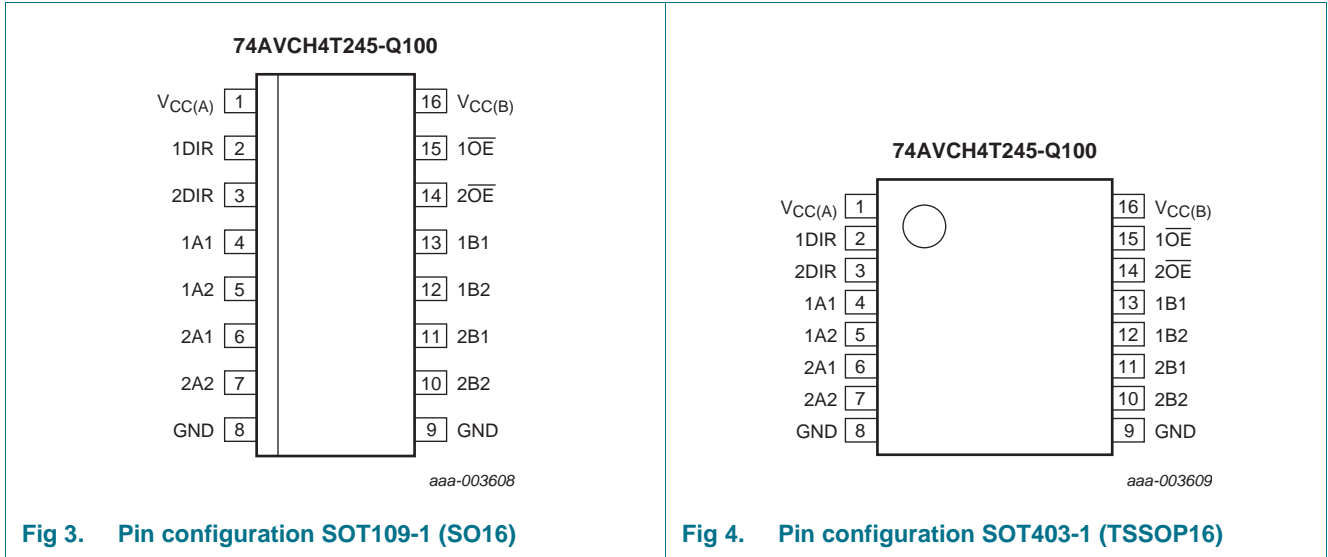 74AVCH4T245-Q100
VCC(A) 1 16 VCC(B)
1DIR 2 15 1O̅E̅
2DIR 3 14 2O̅E̅
1A1 4 13 1B1
1A2 5 12 1B2
2A1 6 11 2B1
2A2 7 10 2B2
GND 8 9 GND
aaa-003608
Fig 3. Pin configuration SOT109-1 (SO16)
74AVCH4T245-Q100
VCC(A) 1 16 VCC(B)
1DIR 2 15 1O̅E̅
2DIR 3 14 2O̅E̅
1A1 4 13 1B1
1A2 5 12 1B2
2A1 6 11 2B1
2A2 7 10 2B2
GND 8 9 GND
aaa-003609
Fig 4. Pin configuration SOT403-1 (TSSOP16)